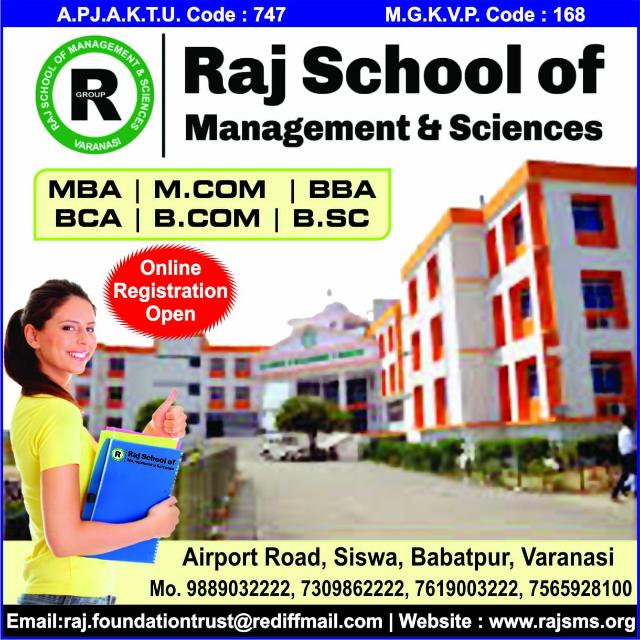 A.P.J.A.K.T.U. Code : 747
M.G.K.V.P. Code : 168
RAJ SCHOOL OF MANAGEMENT & SCIENCES
R
GROUP
VARANASI
Raj School of
Management & Sciences
MBA | M.COM | BBA
BCA | B.COM | B.SC
Online
Registration
Open
Raj School of
Management & Sciences
Airport Road, Siswa, Babatpur, Varanasi
Mo. 9889032222, 7309862222, 7619003222, 7565928100
Email:raj.foundationtrust@rediffmail.com | Website : www.rajsms.org